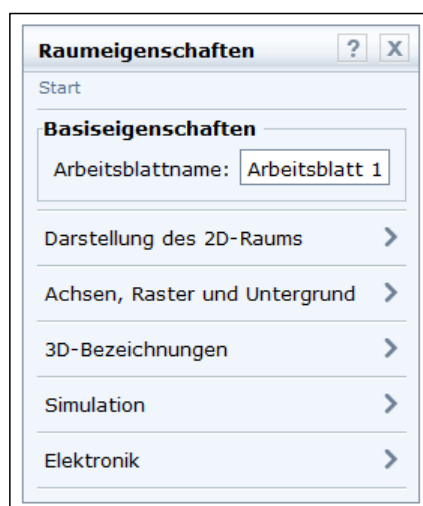 Raumeigenschaften ? X
Start
Basiseigenschaften
Arbeitsblattname: Arbeitsblatt 1
Darstellung des 2D-Raums
Achsen, Raster und Untergrund
3D-Bezeichnungen
Simulation
Elektronik